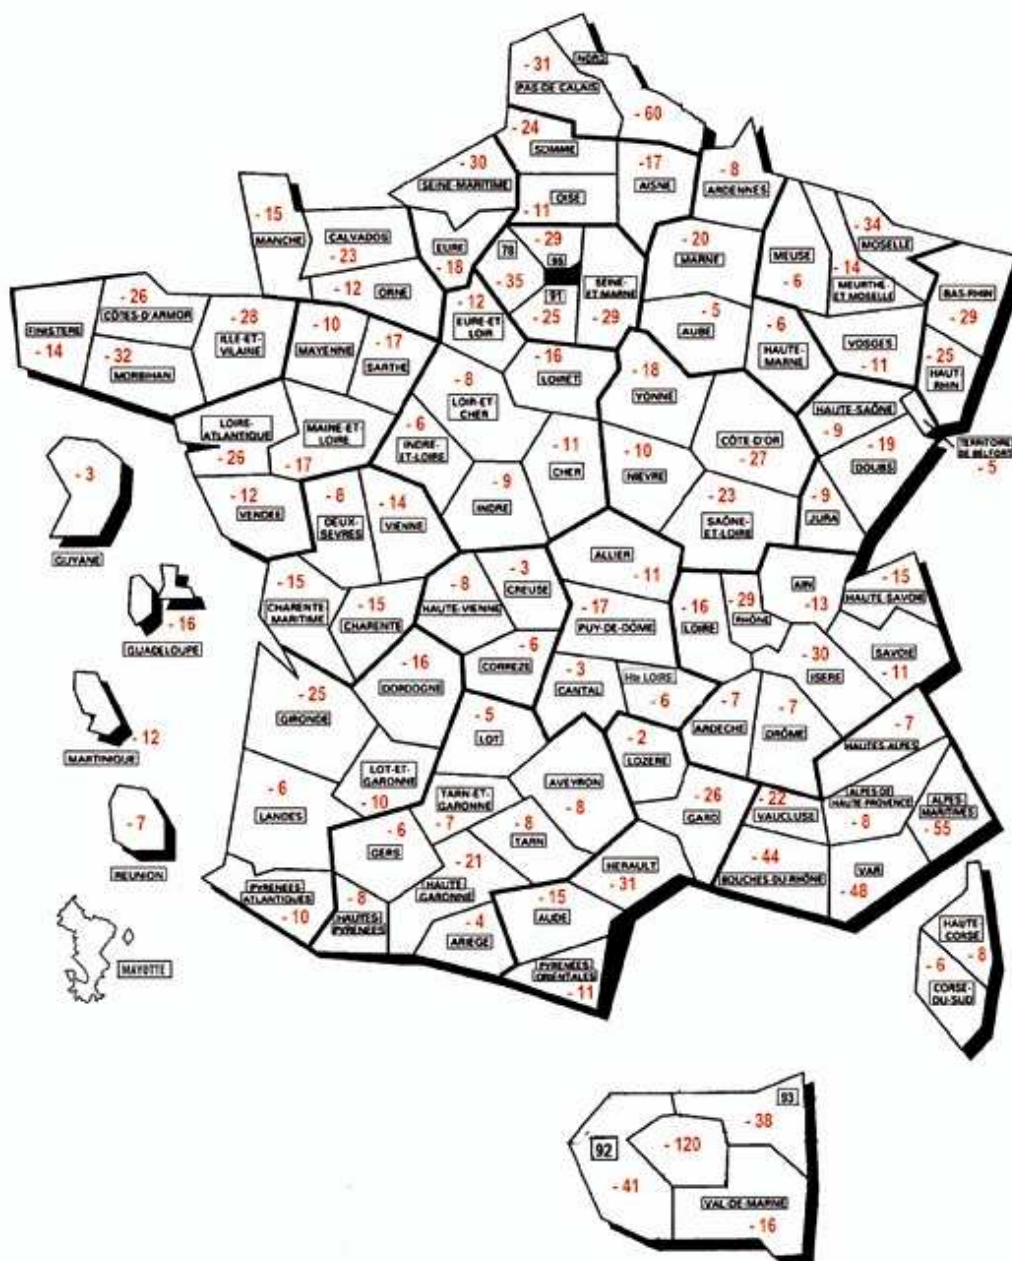 NORD
- 31
PAS DE CALAIS
- 60
- 24
SOMME
- 30
SEINE-MARITIME
- 17
AISNE
- 8
ARDENNES
OISE
- 11
- 15
MANCHE
CALVADOS
- 23
EURE
- 18
78
- 29
95
- 20
MARNE
MEUSE
- 6
- 34
MOSELLE
- 14
MEURTHE
ET MOSELLE
BAS-RHIN
- 29
- 12
ORNE
- 35
91
- 25
SEINE-
ET-MARNE
- 29
- 26
CÔTES-D'ARMOR
- 28
ILLE-ET-
VILAINE
- 10
MAYENNE
- 17
SARTHE
- 12
EURE-ET
LOIR
- 5
AUBE
- 6
HAUTE-
MARNE
VOSGES
- 11
- 25
HAUT-
RHIN
FINISTERE
- 14
- 32
MORBIHAN
- 16
LOIRET
- 8
LOIR-ET
CHER
- 18
YONNE
HAUTE-SAÔNE
- 9
LOIRE-
ATLANTIQUE
- 26
MAINE-ET
LOIRE
- 17
- 6
INDRE-
ET-LOIRE
- 11
CHER
- 10
NIEVRE
CÔTE-D'OR
- 27
- 19
DOUBS
TERRITOIRE
DE BELFORT
- 5
- 3
GUYANE
- 12
VENDEE
- 8
DEUX-
SEVRES
- 14
VIENNE
- 9
INDRE
- 23
SAÔNE-
ET-LOIRE
- 9
JURA
ALLIER
- 11
AIN
- 13
- 15
HAUTE SAVOIE
- 15
CHARENTE
MARITIME
- 15
CHARENTE
- 8
HAUTE-VIENNE
- 3
CREUSE
- 17
PUY-DE-DÔME
- 16
LOIRE
- 29
RHÔNE
- 16
GUADELOUPE
- 16
DORDOGNE
- 6
CORREZE
- 3
CANTAL
Hte LOIRE
- 6
- 30
ISERE
SAVOIE
- 11
- 25
GIRONDE
- 5
LOT
- 2
LOZERE
- 7
ARDECHE
- 7
DRÔME
- 7
HAUTES-ALPES
- 12
MARTINIQUE
- 6
LANDES
LOT-ET-
GARONNE
- 10
TARN-ET-
GARONNE
- 7
AVEYRON
- 8
- 26
GARD
- 22
VAUCLUSE
ALPES-DE
HAUTE-PROVENCE
- 8
ALPES-
MARITIMES
- 55
- 7
REUNION
- 6
GERS
- 8
TARN
- 21
HAUTE
GARONNE
HERAULT
- 31
- 44
BOUCHES-DU-RHÔNE
VAR
- 48
PYRENEES-
ATLANTIQUES
- 10
- 8
HAUTES-
PYRENEES
- 4
ARIEGE
- 15
AUDE
PYRENEES-
ORIENTALES
- 11
MAYOTTE
HAUTE
CORSE
- 8
- 6
CORSE-
DU-SUD
93
- 38
92
- 120
- 41
VAL-DE-MARNE
- 16